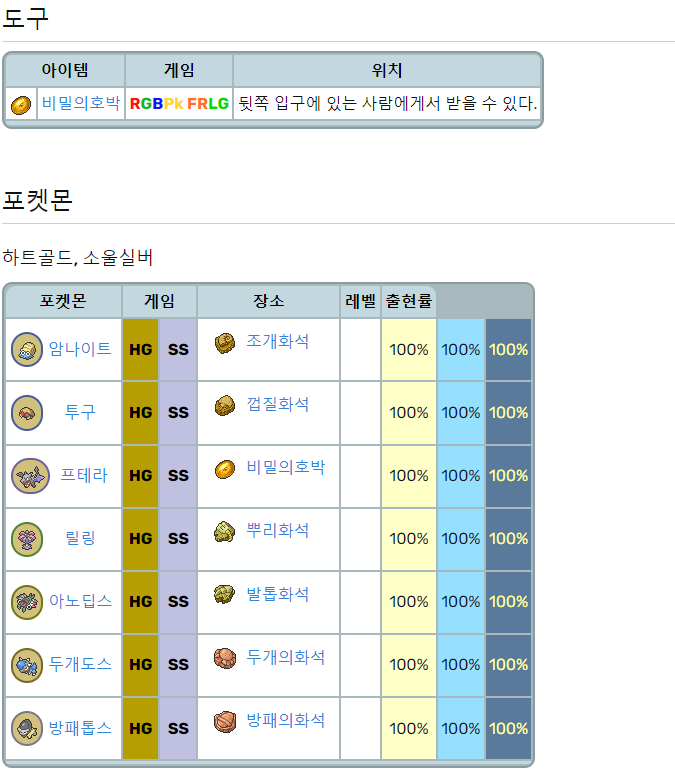 도구
아이템 게임 위치
비밀의호박 RGBPk FRLG 뒷쪽 입구에 있는 사람에게서 받을 수 있다.
포켓몬
하트골드, 소울실버
포켓몬 게임 장소 레벨 출현률
암나이트 HG SS 조개화석 100% 100% 100%
투구 HG SS 껍질화석 100% 100% 100%
프테라 HG SS 비밀의호박 100% 100% 100%
릴링 HG SS 뿌리화석 100% 100% 100%
아노딥스 HG SS 발톱화석 100% 100% 100%
두개도스 HG SS 두개의화석 100% 100% 100%
방패톱스 HG SS 방패의화석 100% 100% 100%